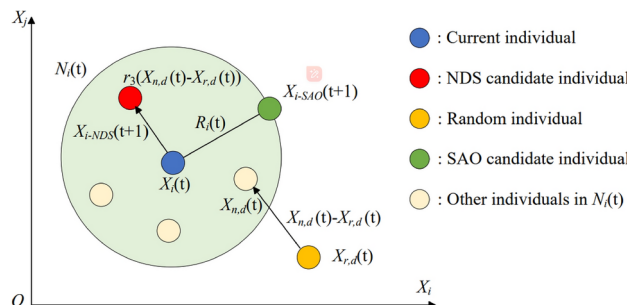 X_j
N_i(t)
r_3(X_{n,d}(t)-X_{r,d}(t))
X_{i-SAO}(t+1)
X_{i-NDS}(t+1)
R_i(t)
X_i(t)
X_{n,d}(t)
X_{n,d}(t)-X_{r,d}(t)
X_{r,d}(t)
O
X_i
: Current individual
: NDS candidate individual
: Random individual
: SAO candidate individual
: Other individuals in N_i(t)